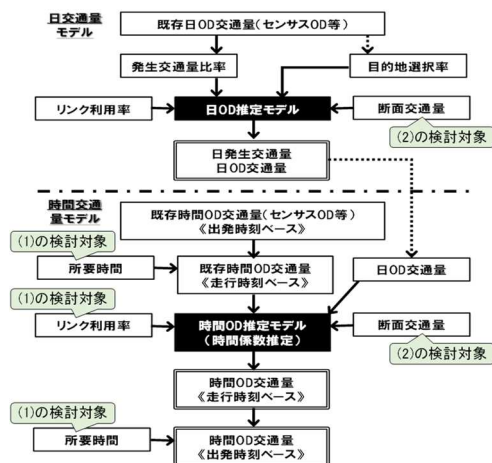 日交通量
モデル
既存日OD交通量(センサスOD等)
発生交通量比率
目的地選択率
リンク利用率
日OD推定モデル
断面交通量
(2)の検討対象
日発生交通量
日OD交通量
時間交通
量モデル
既存時間OD交通量(センサスOD等)
《出発時刻ベース》
(1)の検討対象
所要時間
既存時間OD交通量
《走行時刻ベース》
日OD交通量
(1)の検討対象
リンク利用率
時間OD推定モデル
(時間係数推定)
断面交通量
(2)の検討対象
時間OD交通量
《走行時刻ベース》
(1)の検討対象
所要時間
時間OD交通量
《出発時刻ベース》